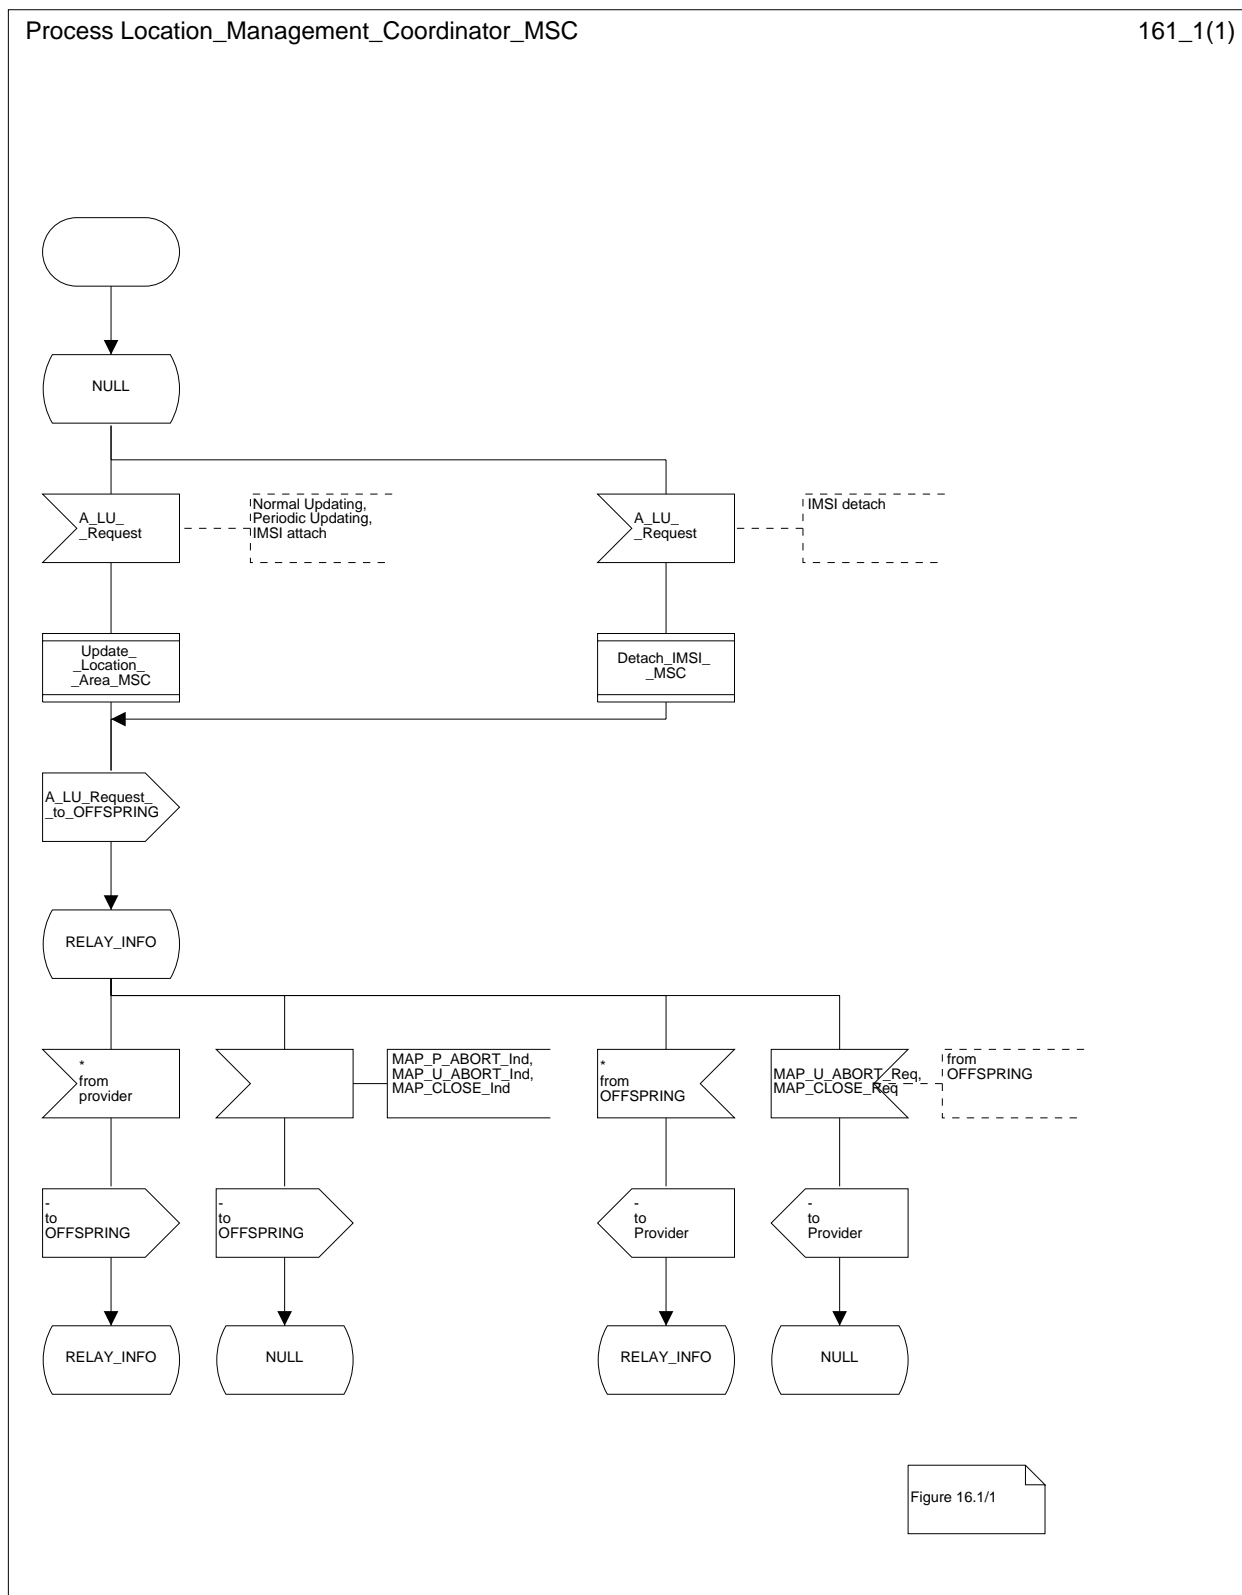 Process Location_Management_Coordinator_MSC
161_1(1)
NULL
A_LU_
_Request
Normal Updating,
Periodic Updating,
IMSI attach
A_LU_
_Request
IMSI detach
Update_
_Location_
_Area_MSC
Detach_IMSI_
_MSC
A_LU_Request_
_to_OFFSPRING
RELAY_INFO
*
from
provider
MAP_P_ABORT_Ind,
MAP_U_ABORT_Ind,
MAP_CLOSE_Ind
*
from
OFFSPRING
MAP_U_ABORT_Req,
MAP_CLOSE_Req
from
OFFSPRING
-
to
OFFSPRING
-
to
OFFSPRING
-
to
Provider
-
to
Provider
RELAY_INFO
NULL
RELAY_INFO
NULL
Figure 16.1/1